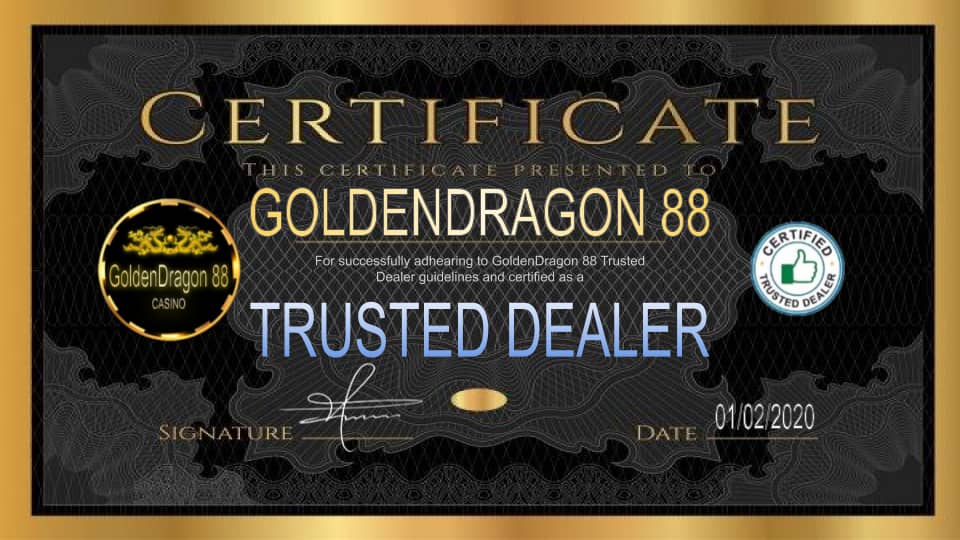 CERTIFICATE
THIS CERTIFICATE PRESENTED TO
GOLDENDRAGON 88
For successfully adhearing to GoldenDragon 88 Trusted
Dealer guidelines and certified as a
TRUSTED DEALER
GoldenDragon 88
CASINO
CERTIFIED
TRUSTED DEALER
SIGNATURE
DATE 01/02/2020